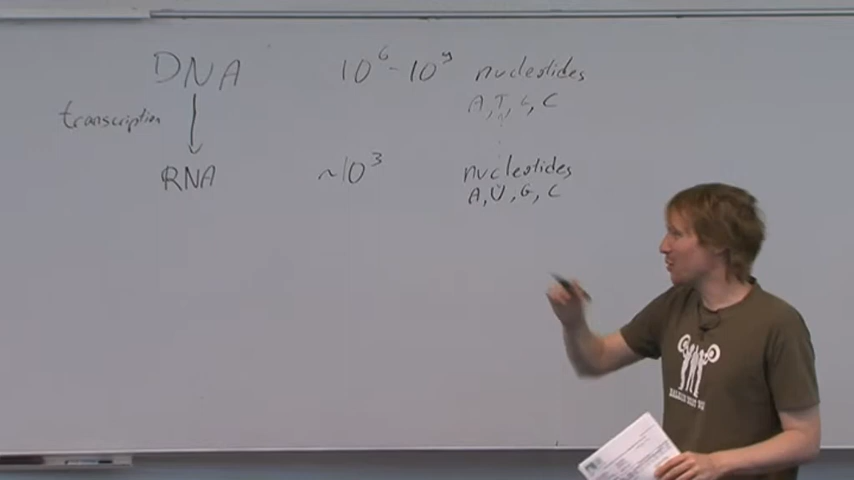 DNA 10^6 - 10^9 nucleotides
A, T, G, C
transcription
RNA ~10^3 nucleotides
A, U, G, C